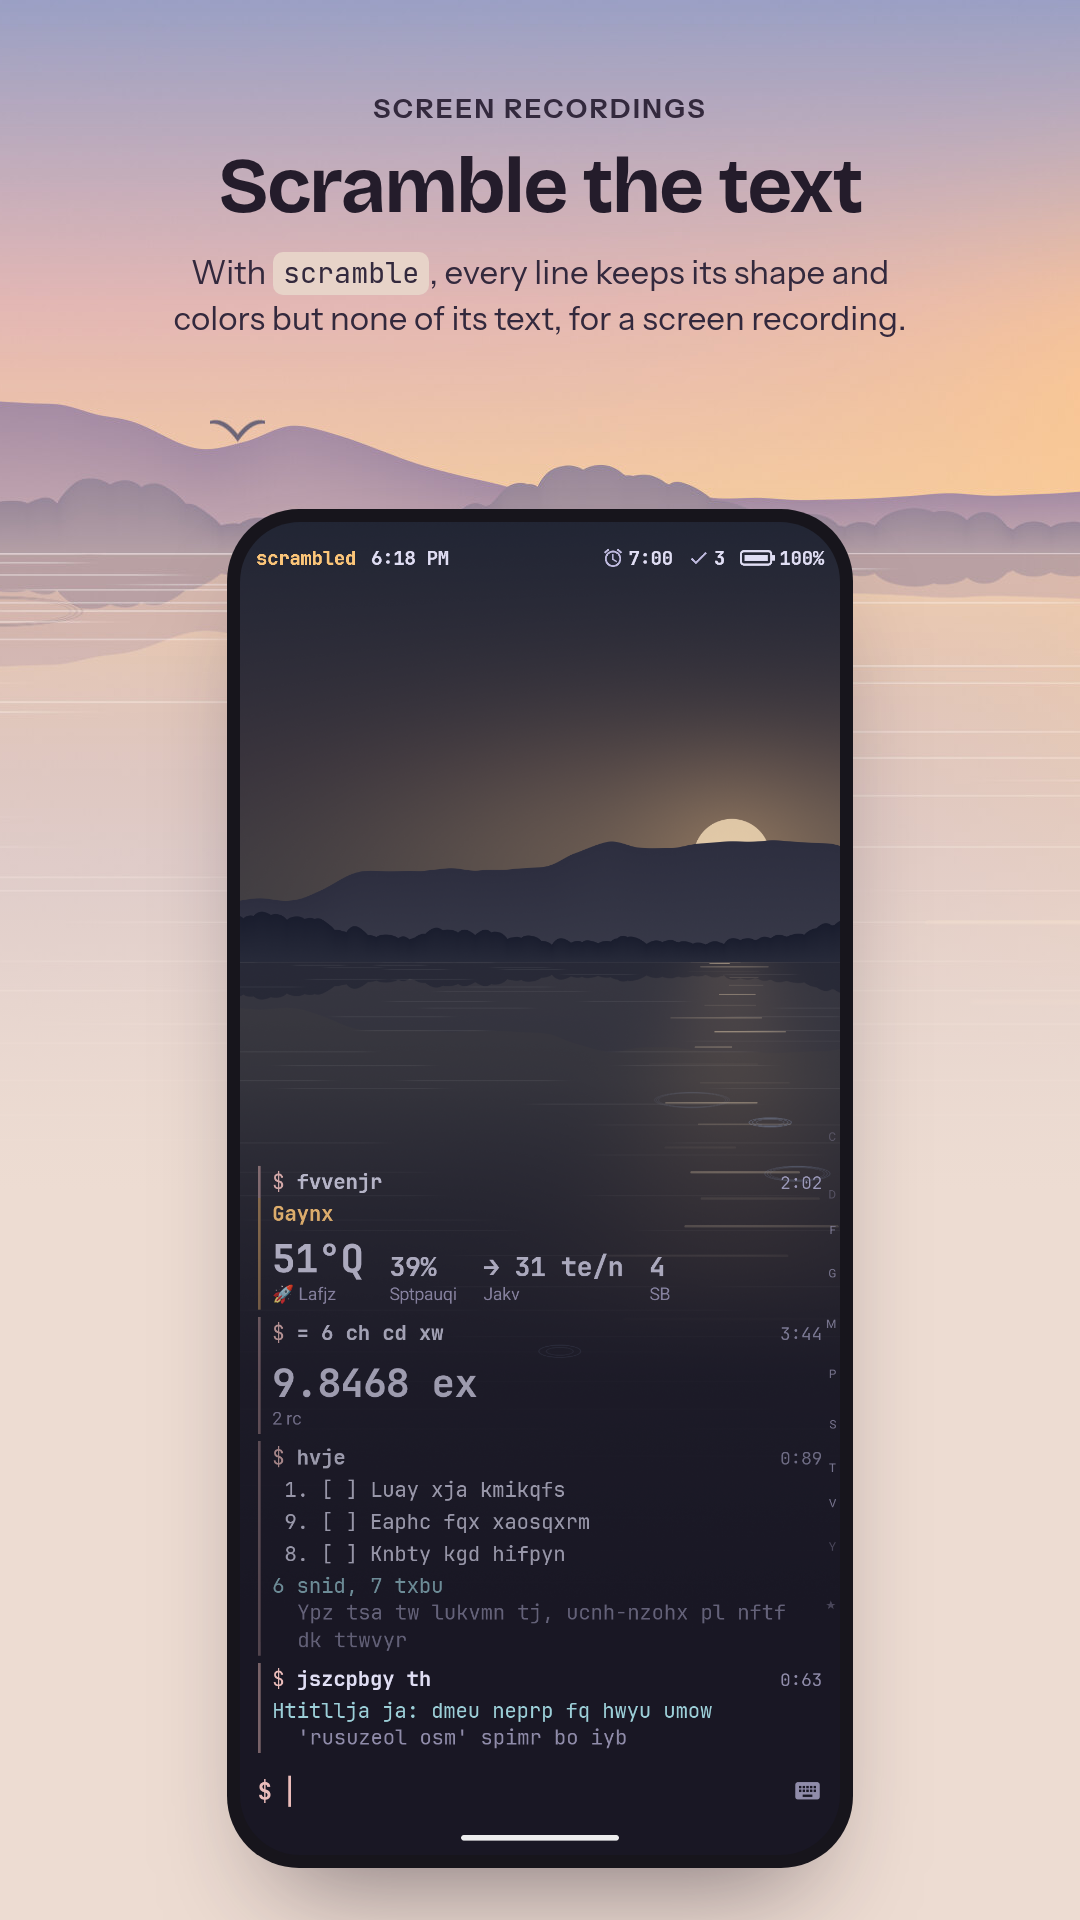 SCREEN RECORDINGS
Scramble the text
With scramble, every line keeps its shape and
colors but none of its text, for a screen recording.
scrambled 6:18 PM 7:00 3 100%
$ fvvenjr 2:02
Gaynx
51°Q 39% → 31 te/n 4
🚀 Lafjz Sptpauqi Jakv SB
$ = 6 ch cd xw 3:44
9.8468 ex
2 rc
$ hvje 0:89
1. [ ] Luay xja kmikqfs
9. [ ] Eaphc fqx xaosqxrm
8. [ ] Knbty kgd hifpyn
6 snid, 7 txbu
Ypz tsa tw lukvmn tj, ucnh-nzohx pl nftf
dk ttwvyr
$ jszcpbgy th 0:63
Htitllja ja: dmeu neprp fq hwyu umow
'rusuzeol osm' spimr bo iyb
$
C
D
F
G
M
P
S
T
V
Y
★